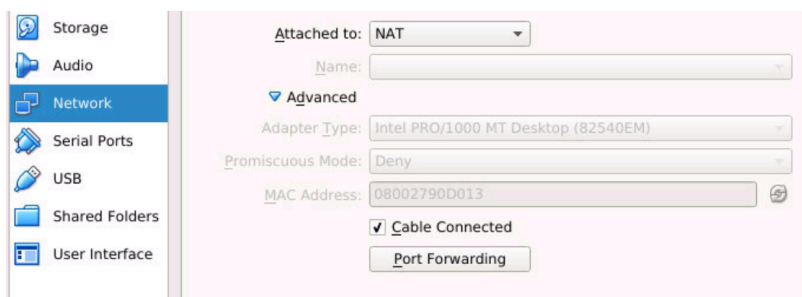 Storage
Audio
Network
Serial Ports
USB
Shared Folders
User Interface
Attached to: NAT
Name:
Advanced
Adapter Type: Intel PRO/1000 MT Desktop (82540EM)
Promiscuous Mode: Deny
MAC Address: 08002790D013
Cable Connected
Port Forwarding